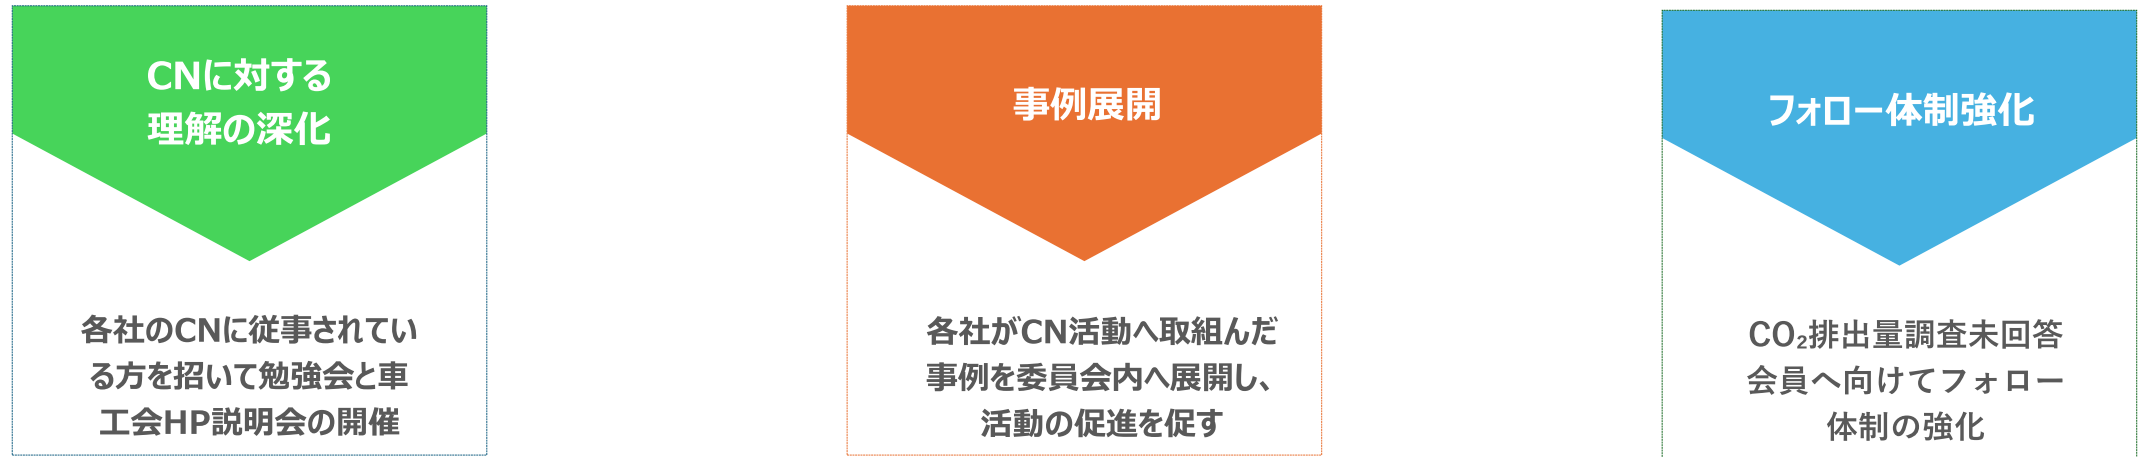 CNに対する
理解の深化
各社のCNに従事されてい
る方を招いて勉強会と車
工会HP説明会の開催
事例展開
各社がCN活動へ取組んだ
事例を委員会内へ展開し、
活動の促進を促す
フォロー体制強化
CO₂排出量調査未回答
会員へ向けてフォロー
体制の強化